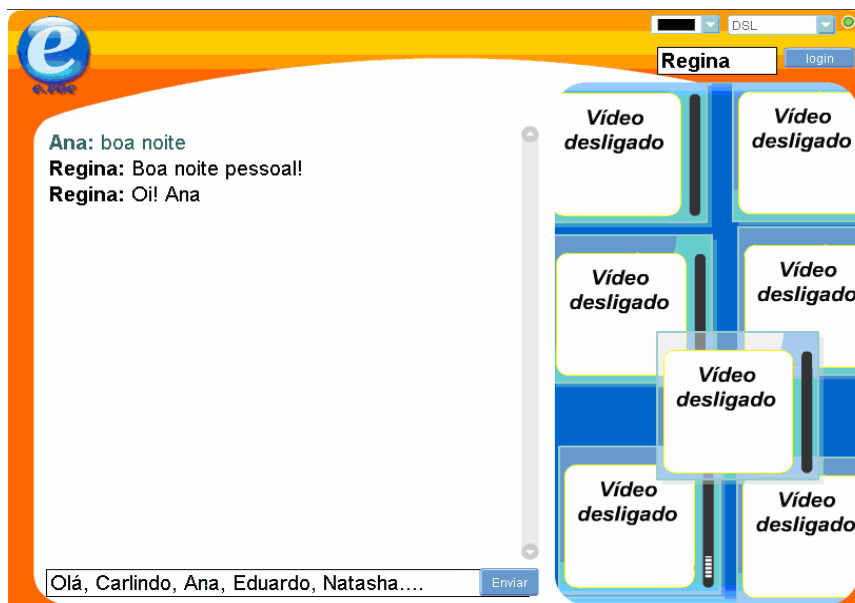 DSL
Regina
login
Ana: boa noite
Regina: Boa noite pessoal!
Regina: Oi! Ana
Vídeo
desligado
Vídeo
desligado
Vídeo
desligado
Vídeo
desligado
Vídeo
desligado
Vídeo
desligado
Vídeo
desligado
Olá, Carlindo, Ana, Eduardo, Natasha....
Enviar